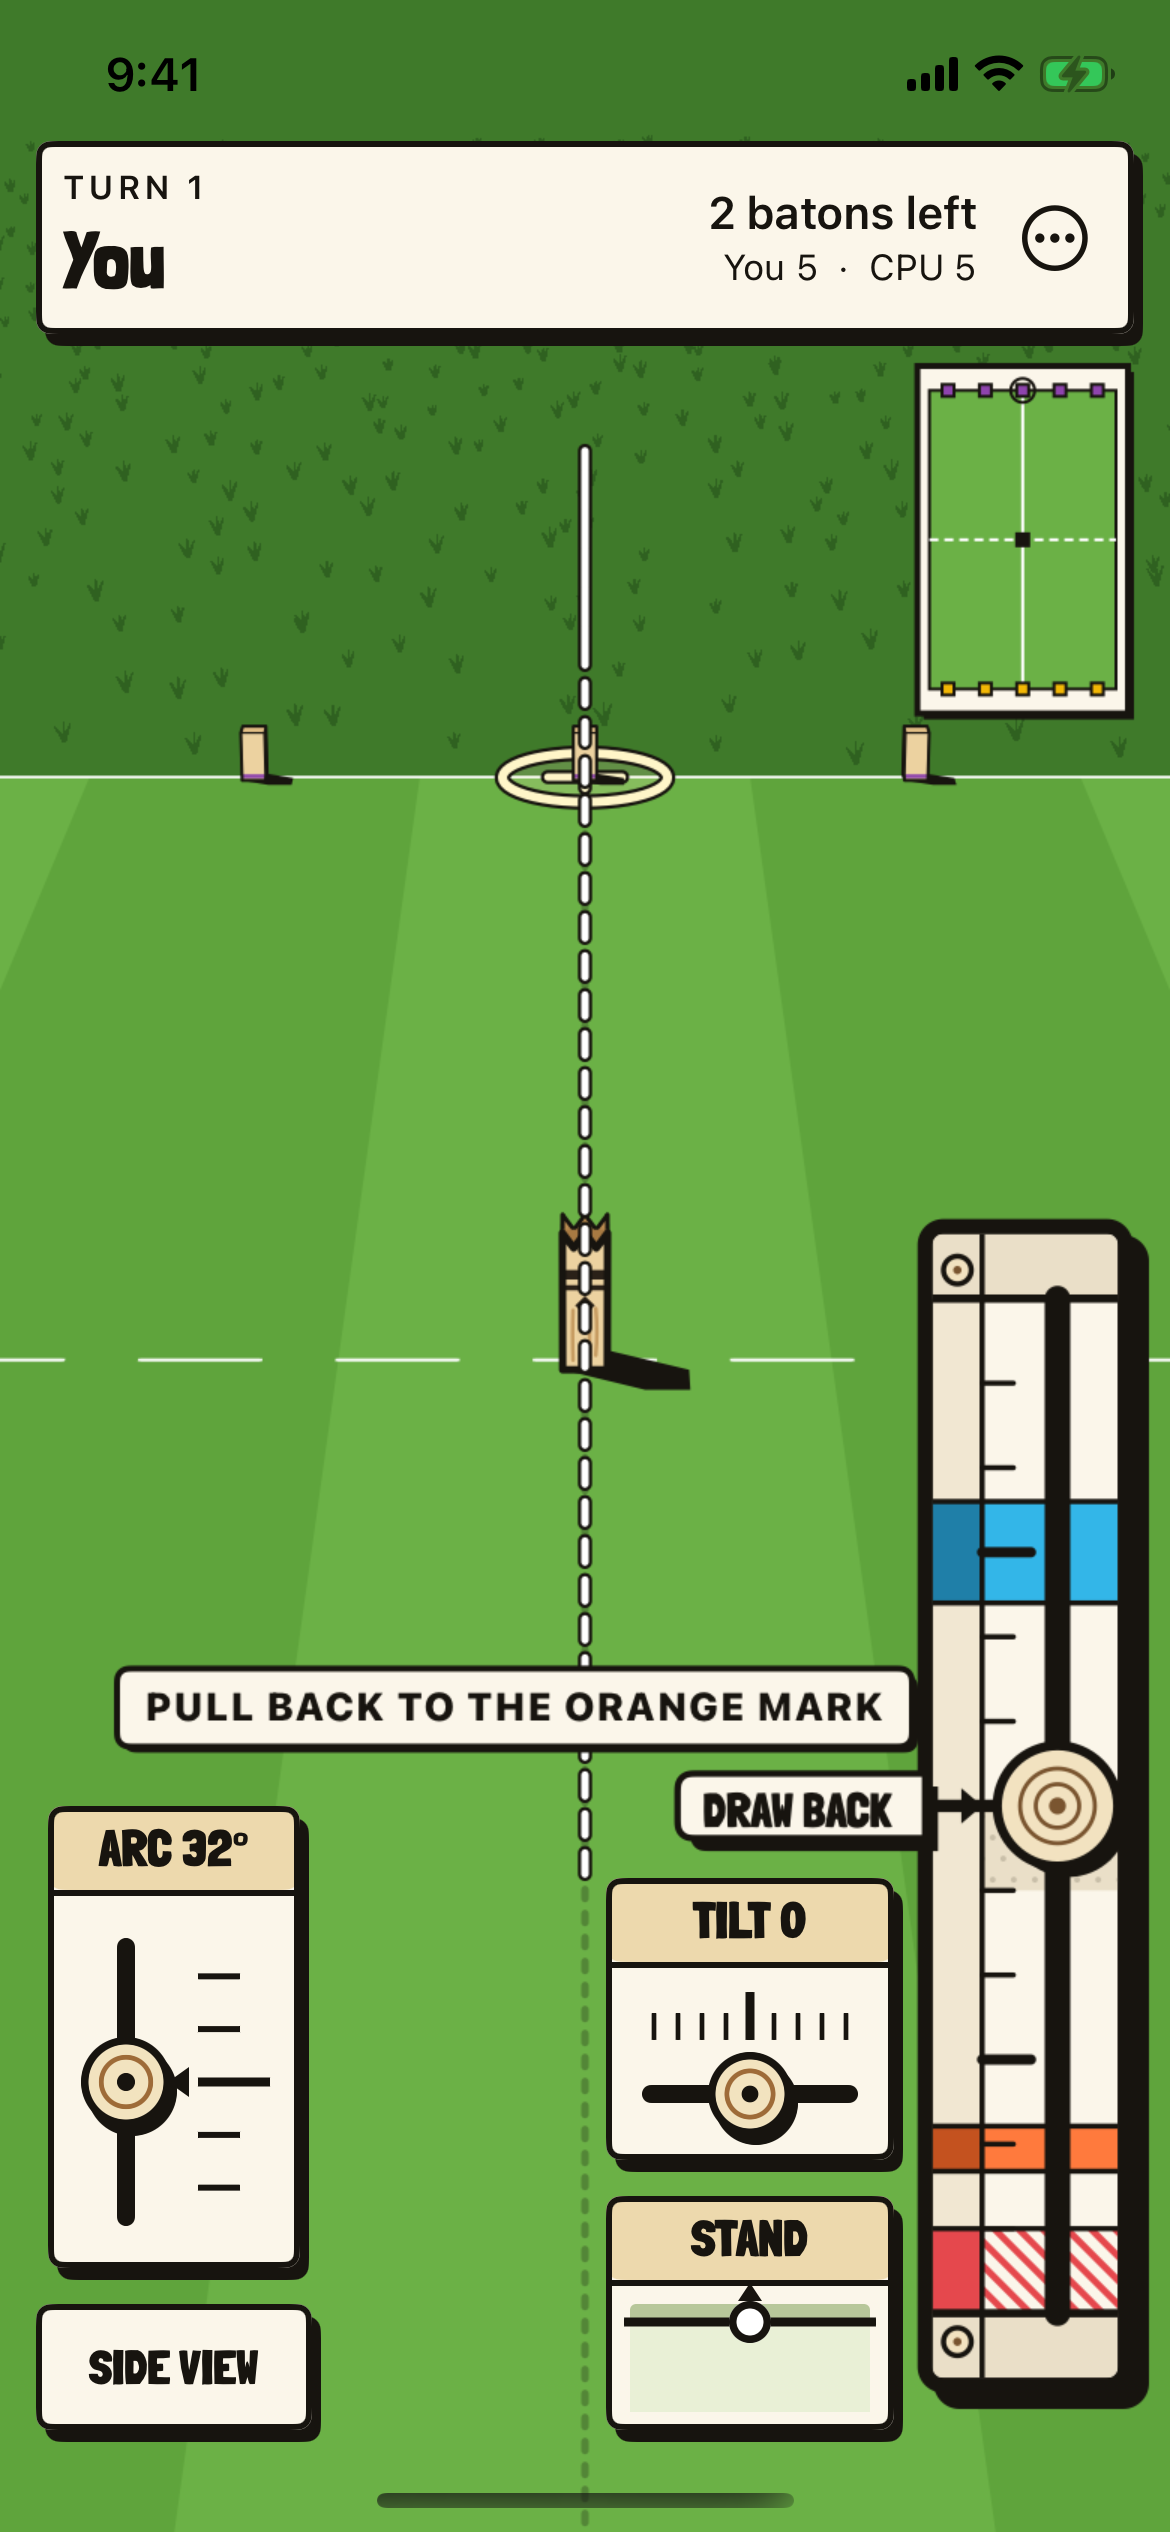 9:41
TURN 1
You
2 batons left
You 5 · CPU 5
PULL BACK TO THE ORANGE MARK
DRAW BACK
ARC 32°
TILT 0
STAND
SIDE VIEW